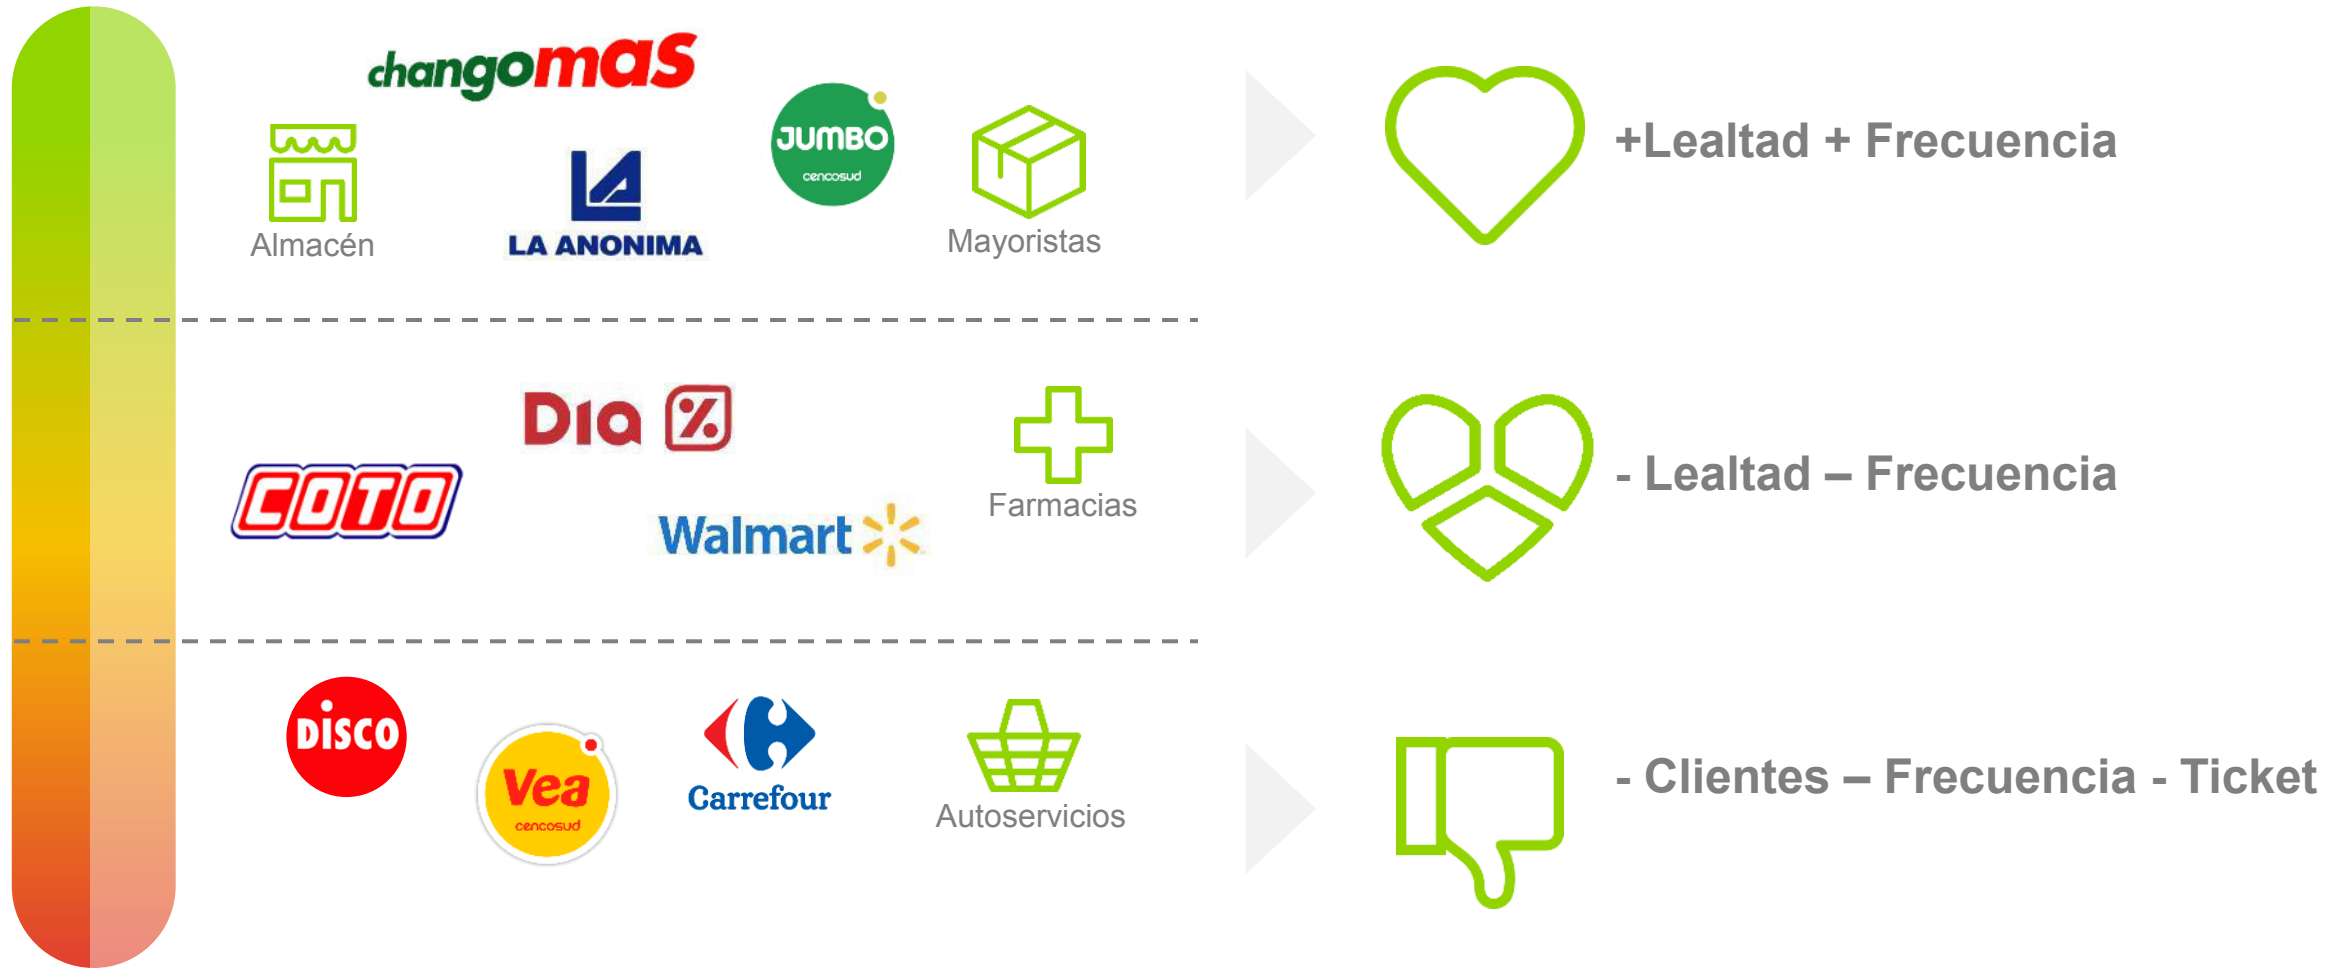 changomas
JUMBO
cencosud
Almacén
LA ANONIMA
Mayoristas
+Lealtad + Frecuencia
DIa %
COTO
Walmart
Farmacias
- Lealtad – Frecuencia
DISCO
Vea
cencosud
Carrefour
Autoservicios
- Clientes – Frecuencia - Ticket